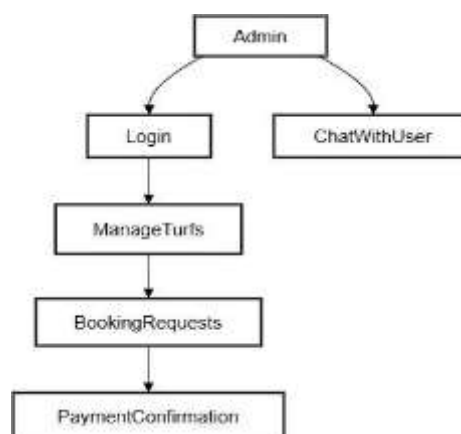 Admin
Login
ChatWithUser
ManageTurfs
BookingRequests
PaymentConfirmation